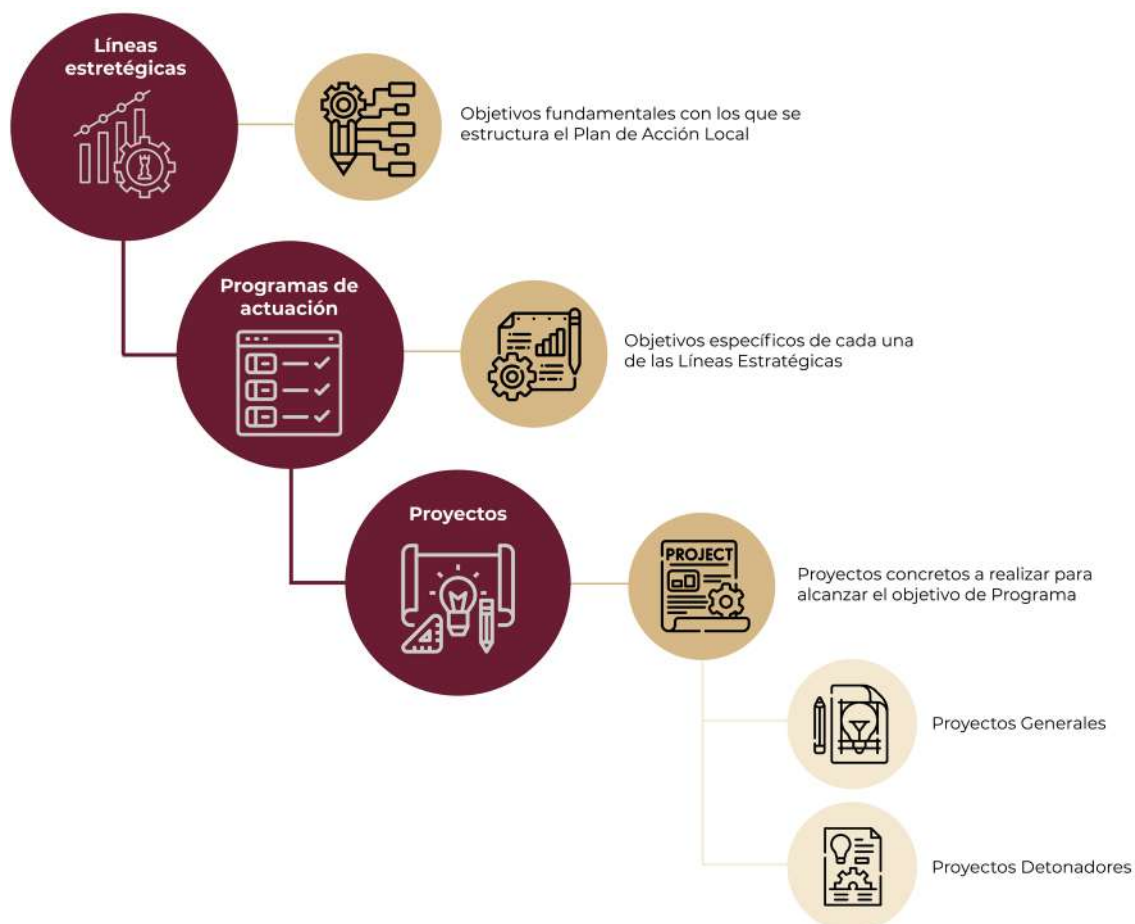 Líneas
estretégicas
Objetivos fundamentales con los que se
estructura el Plan de Acción Local
Programas de
actuación
Objetivos específicos de cada una
de las Líneas Estratégicas
Proyectos
PROJECT
Proyectos concretos a realizar para
alcanzar el objetivo de Programa
Proyectos Generales
Proyectos Detonadores